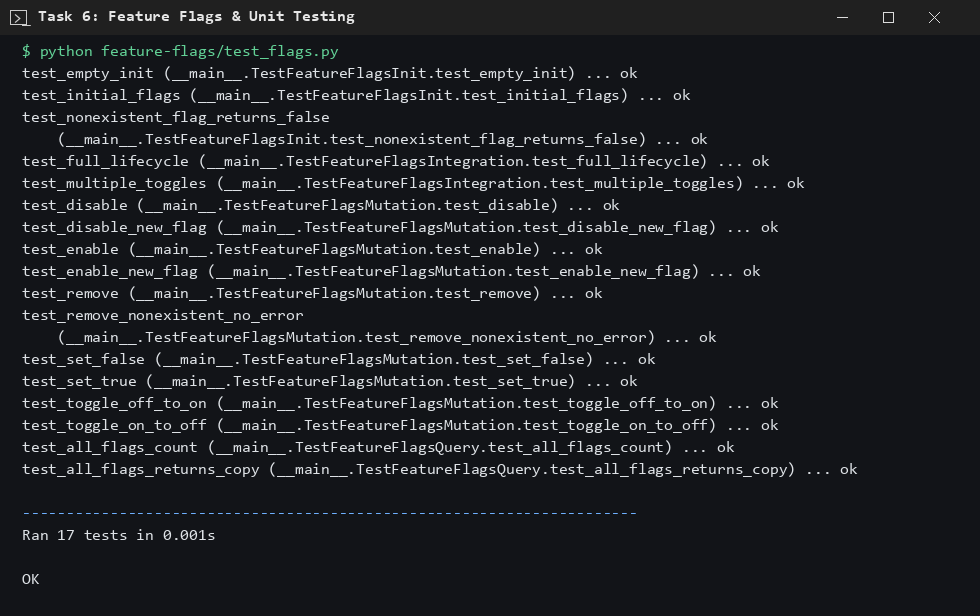 Task 6: Feature Flags & Unit Testing
$ python feature-flags/test_flags.py
test_empty_init (__main__.TestFeatureFlagsInit.test_empty_init) ... ok
test_initial_flags (__main__.TestFeatureFlagsInit.test_initial_flags) ... ok
test_nonexistent_flag_returns_false
    (__main__.TestFeatureFlagsInit.test_nonexistent_flag_returns_false) ... ok
test_full_lifecycle (__main__.TestFeatureFlagsIntegration.test_full_lifecycle) ... ok
test_multiple_toggles (__main__.TestFeatureFlagsIntegration.test_multiple_toggles) ... ok
test_disable (__main__.TestFeatureFlagsMutation.test_disable) ... ok
test_disable_new_flag (__main__.TestFeatureFlagsMutation.test_disable_new_flag) ... ok
test_enable (__main__.TestFeatureFlagsMutation.test_enable) ... ok
test_enable_new_flag (__main__.TestFeatureFlagsMutation.test_enable_new_flag) ... ok
test_remove (__main__.TestFeatureFlagsMutation.test_remove) ... ok
test_remove_nonexistent_no_error
    (__main__.TestFeatureFlagsMutation.test_remove_nonexistent_no_error) ... ok
test_set_false (__main__.TestFeatureFlagsMutation.test_set_false) ... ok
test_set_true (__main__.TestFeatureFlagsMutation.test_set_true) ... ok
test_toggle_off_to_on (__main__.TestFeatureFlagsMutation.test_toggle_off_to_on) ... ok
test_toggle_on_to_off (__main__.TestFeatureFlagsMutation.test_toggle_on_to_off) ... ok
test_all_flags_count (__main__.TestFeatureFlagsQuery.test_all_flags_count) ... ok
test_all_flags_returns_copy (__main__.TestFeatureFlagsQuery.test_all_flags_returns_copy) ... ok
----------------------------------------------------------------------
Ran 17 tests in 0.001s
OK